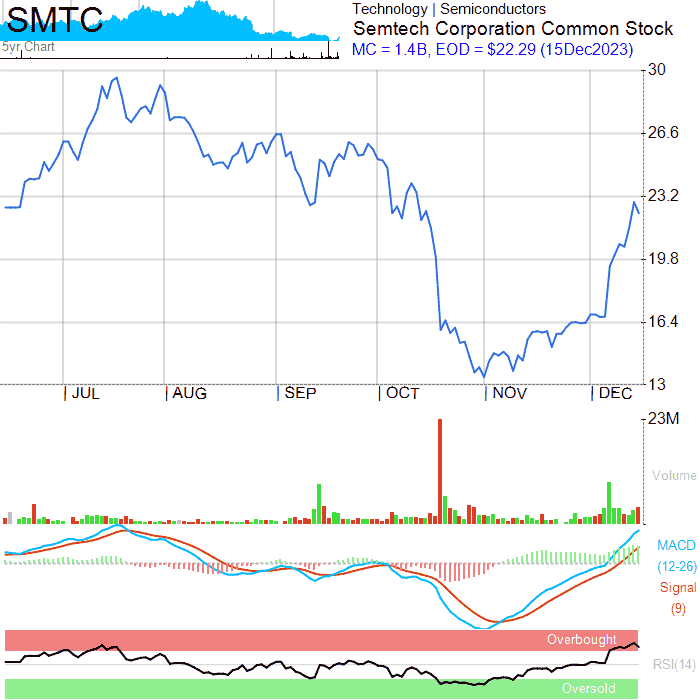 SMTC
5yr Chart
Technology | Semiconductors
Semtech Corporation Common Stock
MC = 1.4B, EOD = $22.29 (15Dec2023)
30
26.6
23.2
19.8
16.4
13
JUL AUG SEP OCT NOV DEC
23M
Volume
MACD
(12-26)
Signal
(9)
Overbought
RSI(14)
Oversold